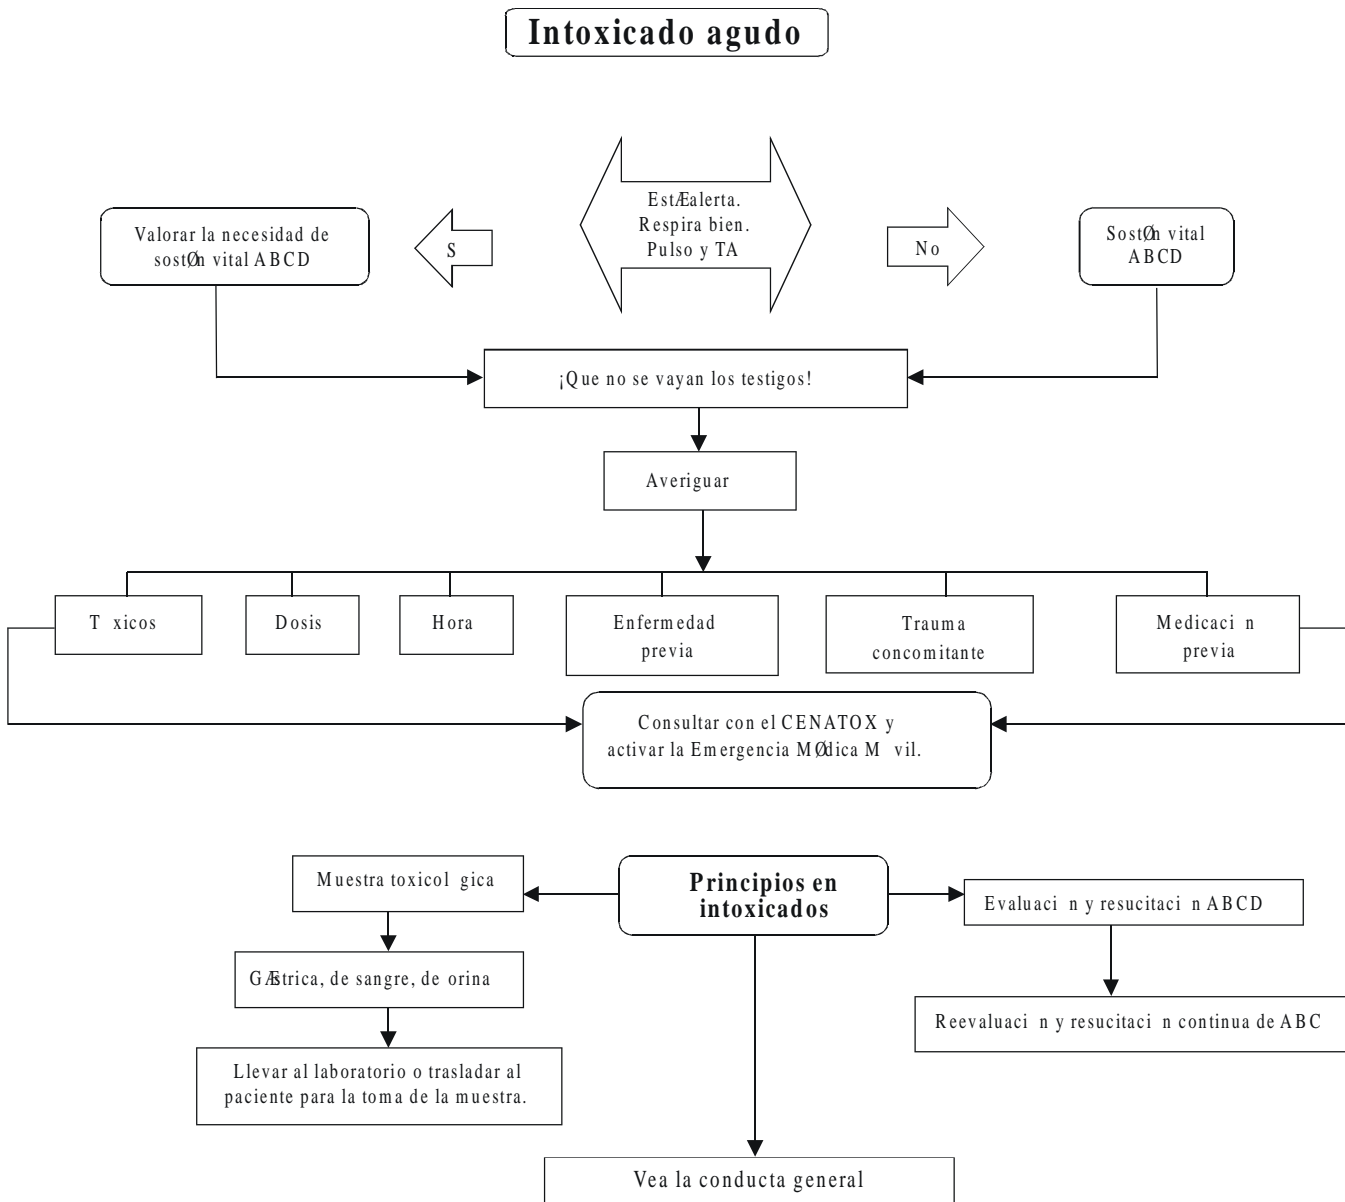 Intoxicado agudo
EstÆalerta.
Respira bien.
Pulso y TA
Valorar la necesidad de
sostØn vital ABCD
S
No
SostØn vital
ABCD
¡Que no se vayan los testigos!
Averiguar
T xicos
Dosis
Hora
Enfermedad
previa
Trauma
concomitante
Medicaci n
previa
Consultar con el CENATOX y
activar la Emergencia MØdica M vil.
Principios en
intoxicados
Muestra toxicol gica
GÆstrica, de sangre, de orina
Llevar al laboratorio o trasladar al
paciente para la toma de la muestra.
Evaluaci n y resucitaci n ABCD
Reevaluaci n y resucitaci n continua de ABC
Vea la conducta general